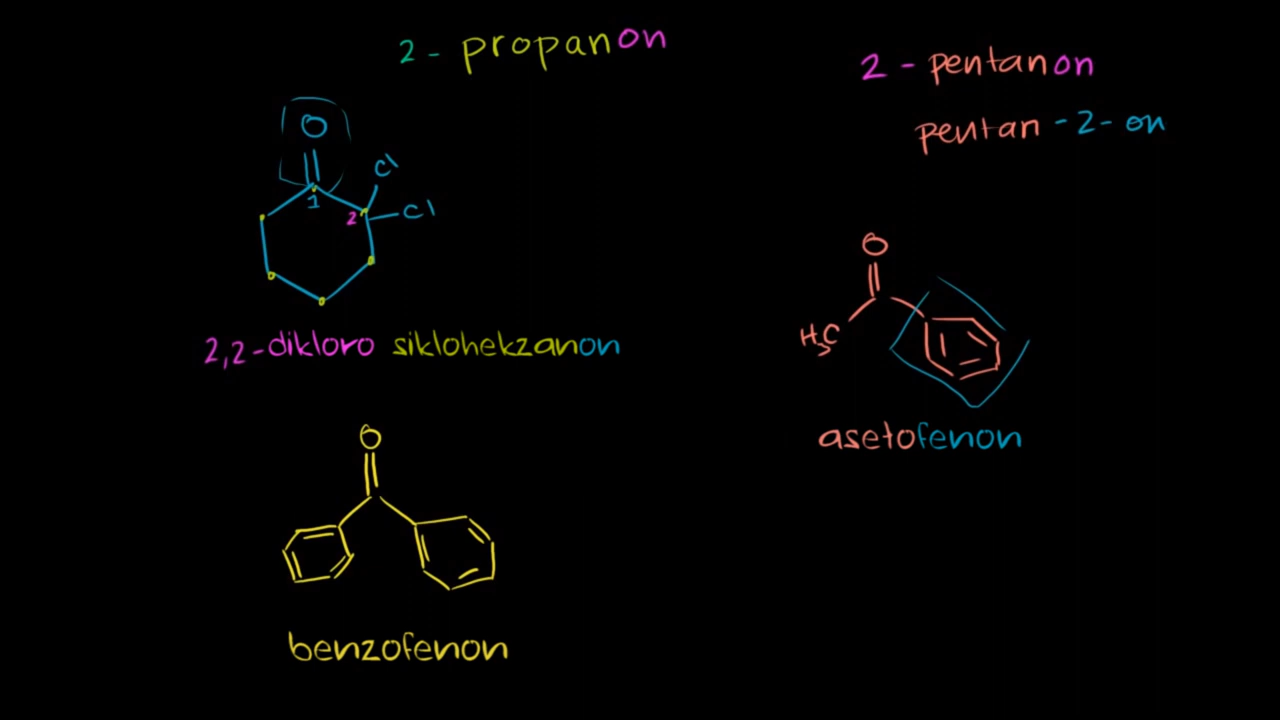 2 - propanon
2 - pentanon
pentan - 2 - on
O
Cl
1
2
Cl
O
H₃C
2,2-dikloro siklohekzanon
asetofenon
O
benzofenon